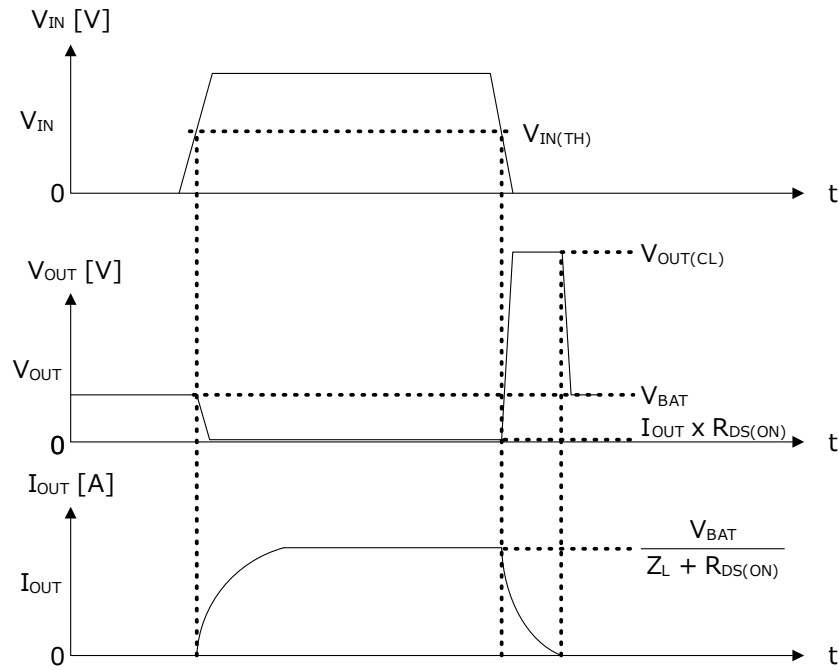 V_IN [V]
V_IN
V_IN(TH)
0
t
V_OUT [V]
V_OUT(CL)
V_OUT
V_BAT
0
I_OUT x R_DS(ON)
t
I_OUT [A]
V_BAT
Z_L + R_DS(ON)
I_OUT
0
t